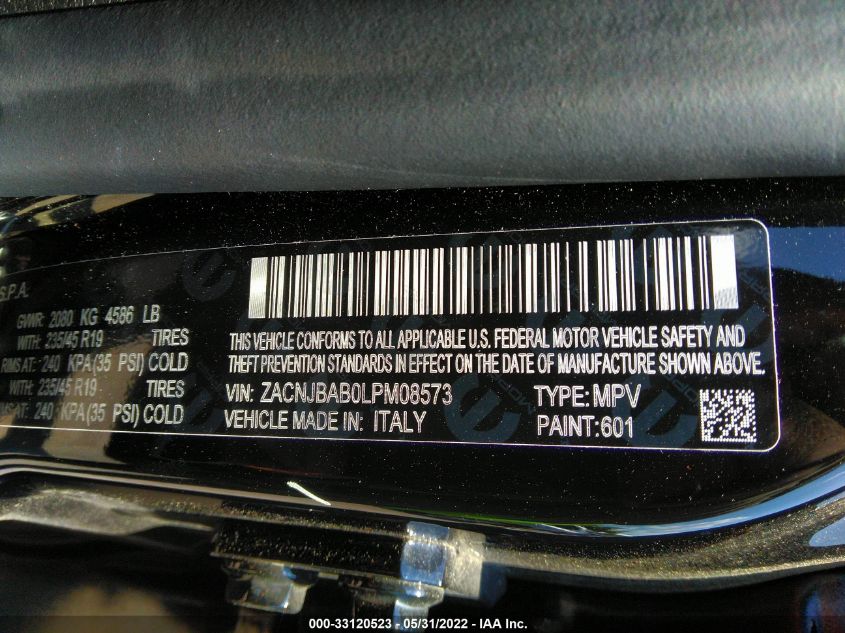 S.P.A.
GVWR: 2080 KG 4586 LB
WITH: 235/45 R19 TIRES
RIMS AT: 240 KPA (35 PSI) COLD
WITH: 235/45 R19 TIRES
AT: 240 KPA (35 PSI) COLD
THIS VEHICLE CONFORMS TO ALL APPLICABLE U.S. FEDERAL MOTOR VEHICLE SAFETY AND
THEFT PREVENTION STANDARDS IN EFFECT ON THE DATE OF MANUFACTURE SHOWN ABOVE.
VIN: ZACNJBAB0LPM08573 TYPE: MPV
VEHICLE MADE IN: ITALY PAINT:601
000-33120523 - 05/31/2022 - IAA Inc.